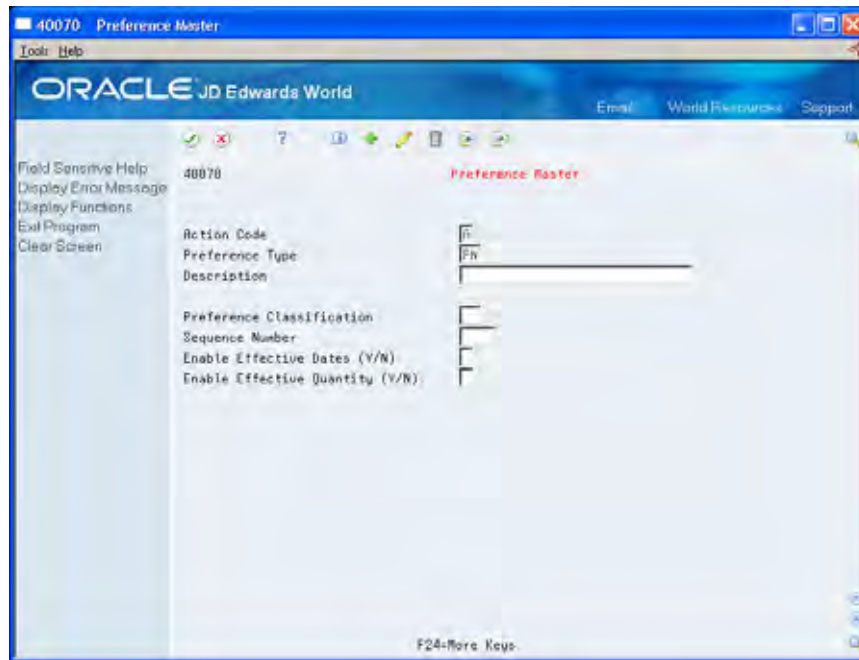 40070 Preference Master
Tools Help
ORACLE JD Edwards World
Email World Resources Support
Field Sensitive Help
Display Error Message
Display Functions
Exit Program
Clear Screen
40070 Preference Master
Action Code
Preference Type FN
Description
Preference Classification
Sequence Number
Enable Effective Dates (Y/N)
Enable Effective Quantity (Y/N)
F24=More Keys